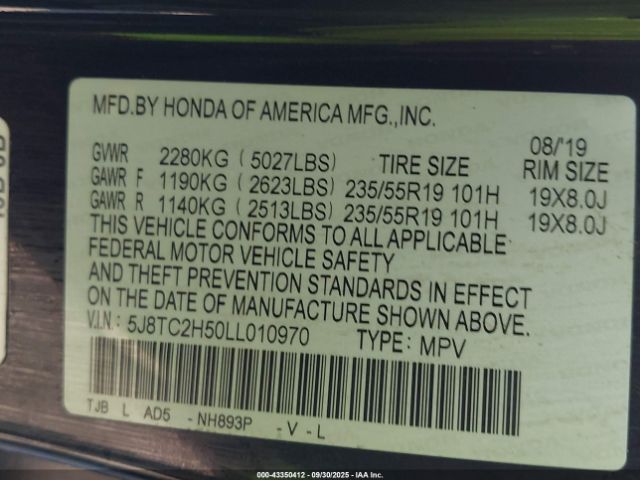 MFD.BY HONDA OF AMERICA MFG.,INC.
08/'19
GVWR 2280KG ( 5027LBS) TIRE SIZE RIM SIZE
GAWR F 1190KG ( 2623LBS) 235/55R19 101H 19X8.0J
GAWR R 1140KG ( 2513LBS) 235/55R19 101H 19X8.0J
THIS VEHICLE CONFORMS TO ALL APPLICABLE
FEDERAL MOTOR VEHICLE SAFETY
AND THEFT PREVENTION STANDARDS IN EFFECT
ON THE DATE OF MANUFACTURE SHOWN ABOVE.
V.I.N.: 5J8TC2H50LL010970 TYPE: MPV
TJB L AD5 - NH893P - V - L
000-43350412 - 09/30/2025 - IAA Inc.